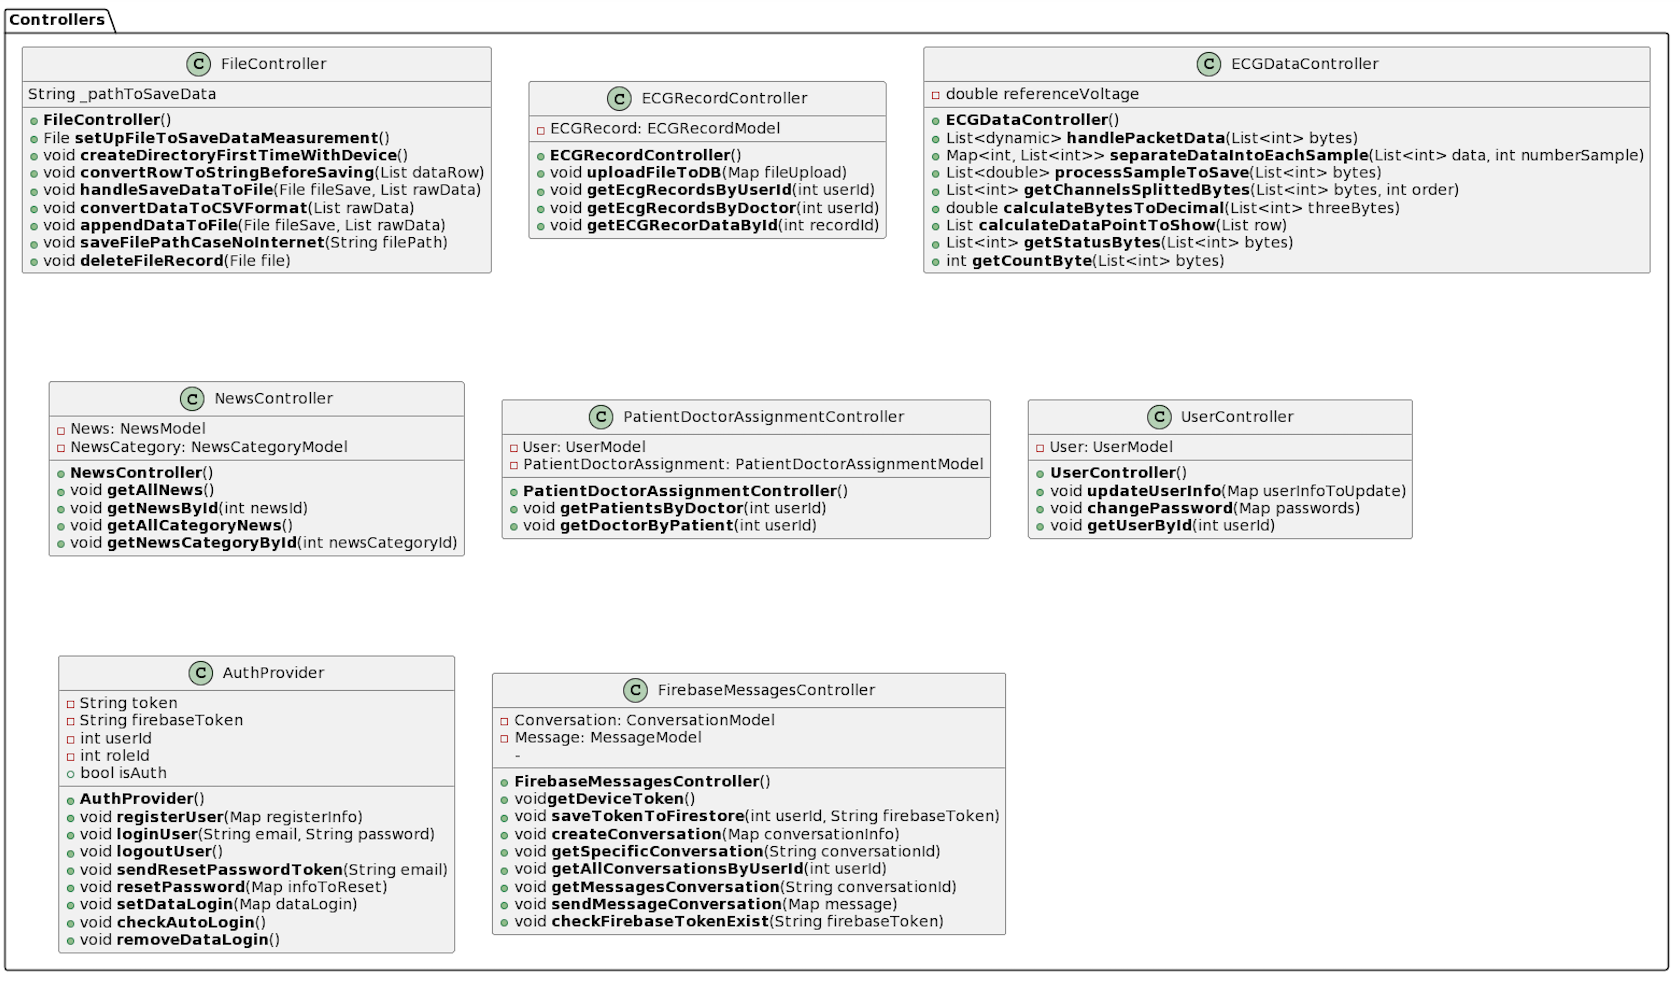 Controllers
FileController
String _pathToSaveData
FileController()
File setUpFileToSaveDataMeasurement()
void createDirectoryFirstTimeWithDevice()
void convertRowToStringBeforeSaving(List dataRow)
void handleSaveDataToFile(File fileSave, List rawData)
void convertDataToCSVFormat(List rawData)
void appendDataToFile(File fileSave, List rawData)
void saveFilePathCaseNoInternet(String filePath)
void deleteFileRecord(File file)
ECGRecordController
ECGRecord: ECGRecordModel
ECGRecordController()
void uploadFileToDB(Map fileUpload)
void getEcgRecordsByUserId(int userId)
void getEcgRecordsByDoctor(int userId)
void getECGRecorDataById(int recordId)
ECGDataController
double referenceVoltage
ECGDataController()
List<dynamic> handlePacketData(List<int> bytes)
Map<int, List<int>> separateDataIntoEachSample(List<int> data, int numberSample)
List<double> processSampleToSave(List<int> bytes)
List<int> getChannelsSplittedBytes(List<int> bytes, int order)
double calculateBytesToDecimal(List<int> threeBytes)
List calculateDataPointToShow(List row)
List<int> getStatusBytes(List<int> bytes)
int getCountByte(List<int> bytes)
NewsController
News: NewsModel
NewsCategory: NewsCategoryModel
NewsController()
void getAllNews()
void getNewsById(int newsId)
void getAllCategoryNews()
void getNewsCategoryById(int newsCategoryId)
PatientDoctorAssignmentController
User: UserModel
PatientDoctorAssignment: PatientDoctorAssignmentModel
PatientDoctorAssignmentController()
void getPatientsByDoctor(int userId)
void getDoctorByPatient(int userId)
UserController
User: UserModel
UserController()
void updateUserInfo(Map userInfoToUpdate)
void changePassword(Map passwords)
void getUserById(int userId)
AuthProvider
String token
String firebaseToken
int userId
int roleId
bool isAuth
AuthProvider()
void registerUser(Map registerInfo)
void loginUser(String email, String password)
void logoutUser()
void sendResetPasswordToken(String email)
void resetPassword(Map infoToReset)
void setDataLogin(Map dataLogin)
void checkAutoLogin()
void removeDataLogin()
FirebaseMessagesController
Conversation: ConversationModel
Message: MessageModel
-
FirebaseMessagesController()
voidgetDeviceToken()
void saveTokenToFirestore(int userId, String firebaseToken)
void createConversation(Map conversationInfo)
void getSpecificConversation(String conversationId)
void getAllConversationsByUserId(int userId)
void getMessagesConversation(String conversationId)
void sendMessageConversation(Map message)
void checkFirebaseTokenExist(String firebaseToken)